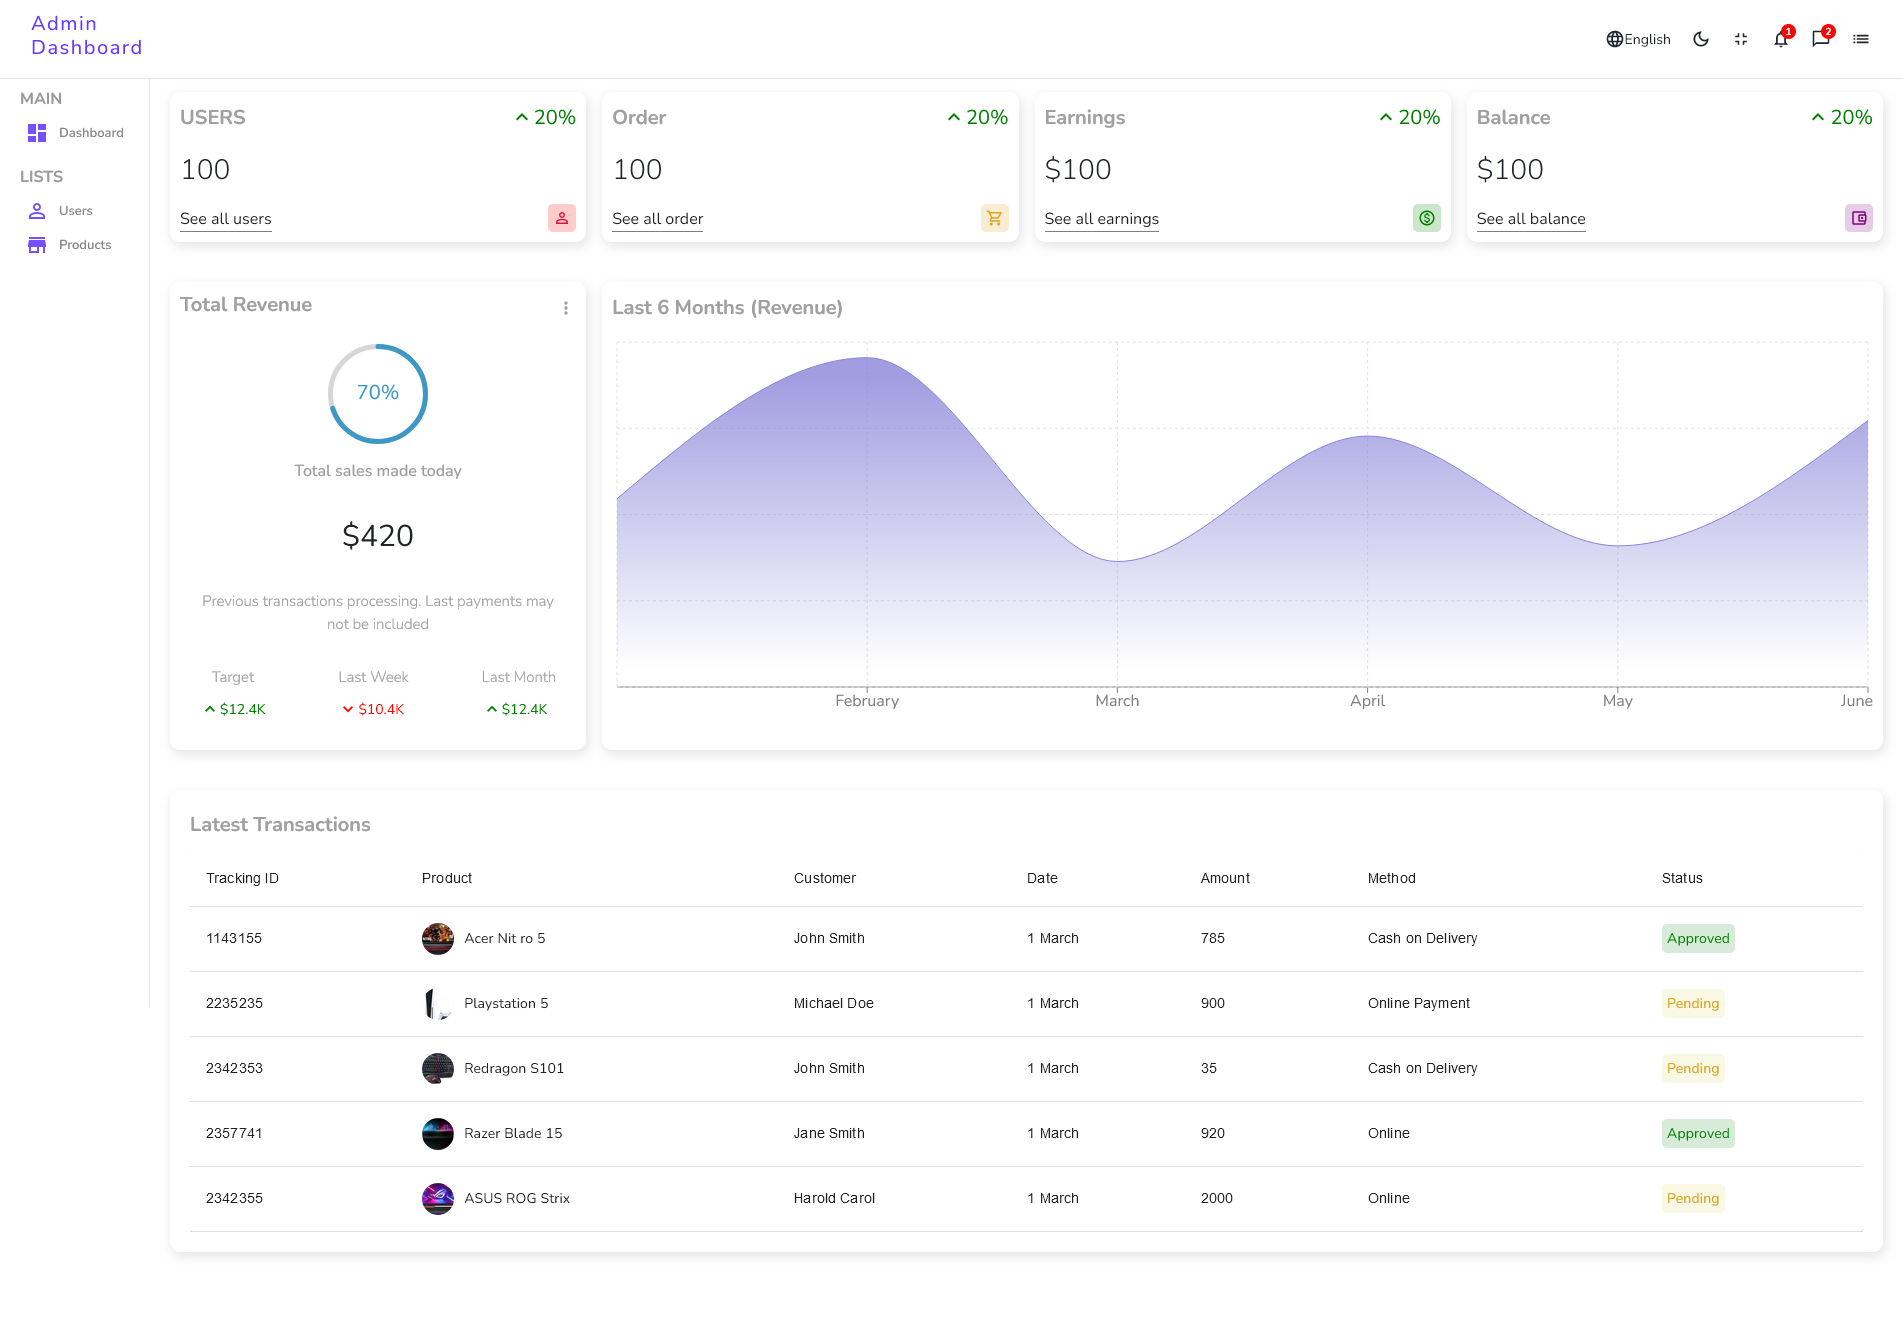 Admin
Dashboard
English
1
2
MAIN
Dashboard
LISTS
Users
Products
USERS
20%
100
See all users
Order
20%
100
See all order
Earnings
20%
$100
See all earnings
Balance
20%
$100
See all balance
Total Revenue
70%
Total sales made today
$420
Previous transactions processing. Last payments may
not be included
Target
Last Week
Last Month
$12.4K
$10.4K
$12.4K
Last 6 Months (Revenue)
February
March
April
May
June
Latest Transactions
Tracking ID Product Customer Date Amount Method Status
1143155 Acer Nit ro 5 John Smith 1 March 785 Cash on Delivery Approved
2235235 Playstation 5 Michael Doe 1 March 900 Online Payment Pending
2342353 Redragon S101 John Smith 1 March 35 Cash on Delivery Pending
2357741 Razer Blade 15 Jane Smith 1 March 920 Online Approved
2342355 ASUS ROG Strix Harold Carol 1 March 2000 Online Pending